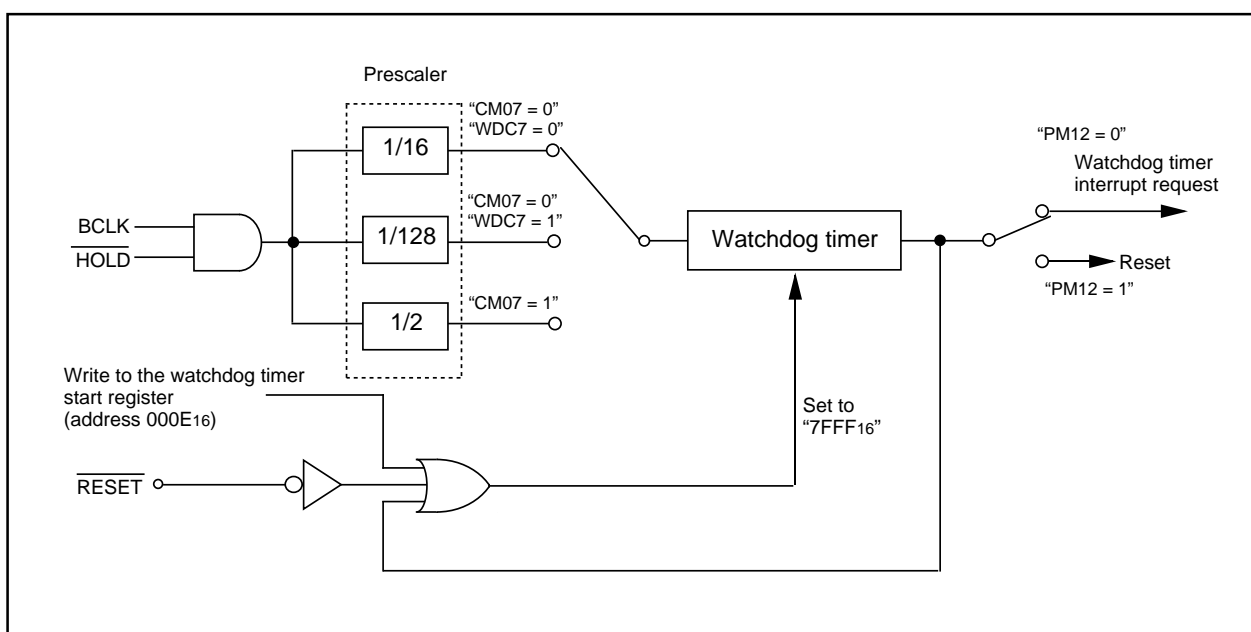 Prescaler
“CM07 = 0”
“WDC7 = 0”
1/16
“CM07 = 0”
“WDC7 = 1”
1/128
“CM07 = 1”
1/2
BCLK
HOLD
Watchdog timer
“PM12 = 0”
Watchdog timer
interrupt request
Reset
“PM12 = 1”
Write to the watchdog timer
start register
(address 000E16)
Set to
“7FFF16”
RESET